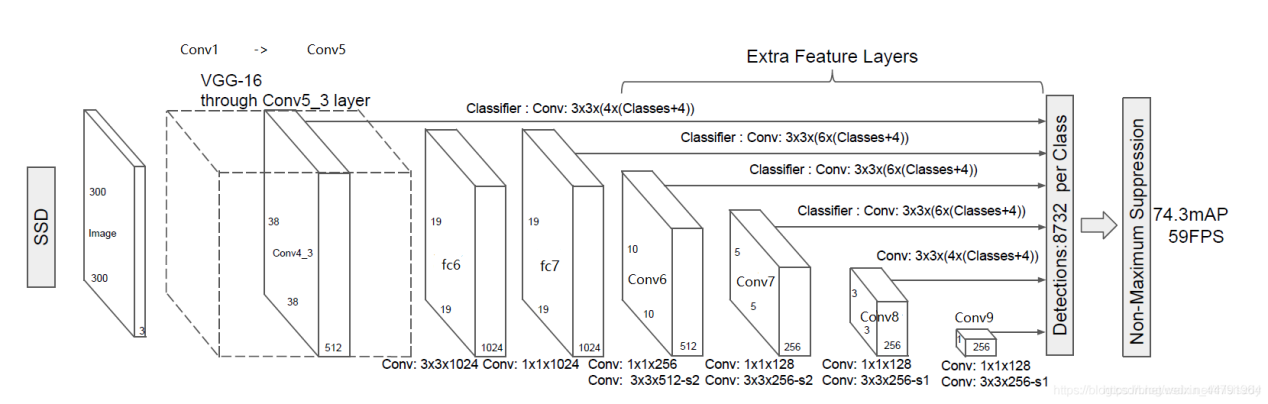 Conv1 -> Conv5
Extra Feature Layers
VGG-16
through Conv5_3 layer
Classifier : Conv: 3x3x(4x(Classes+4))
Classifier : Conv: 3x3x(6x(Classes+4))
Classifier : Conv: 3x3x(6x(Classes+4))
Classifier : Conv: 3x3x(6x(Classes+4))
Conv: 3x3x(4x(Classes+4))
SSD
300
Image
300
3
38
Conv4_3
38
512
19
fc6
19
1024
19
fc7
19
1024
10
Conv6
10
512
5
Conv7
5
256
3
Conv8
3
256
Conv9
1
256
Detections:8732 per Class
Non-Maximum Suppression
74.3mAP
59FPS
Conv: 3x3x1024
Conv: 1x1x1024
Conv: 1x1x256
Conv: 3x3x512-s2
Conv: 1x1x128
Conv: 3x3x256-s2
Conv: 1x1x128
Conv: 3x3x256-s1
Conv: 1x1x128
Conv: 3x3x256-s1